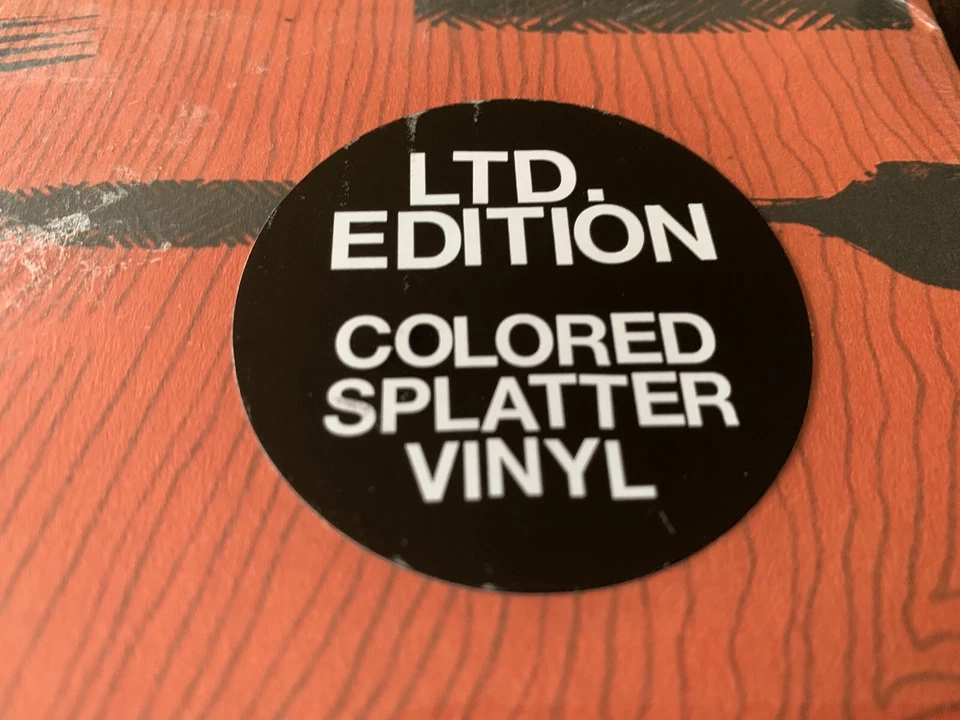 LTD.
EDITION
COLORED
SPLATTER
VINYL